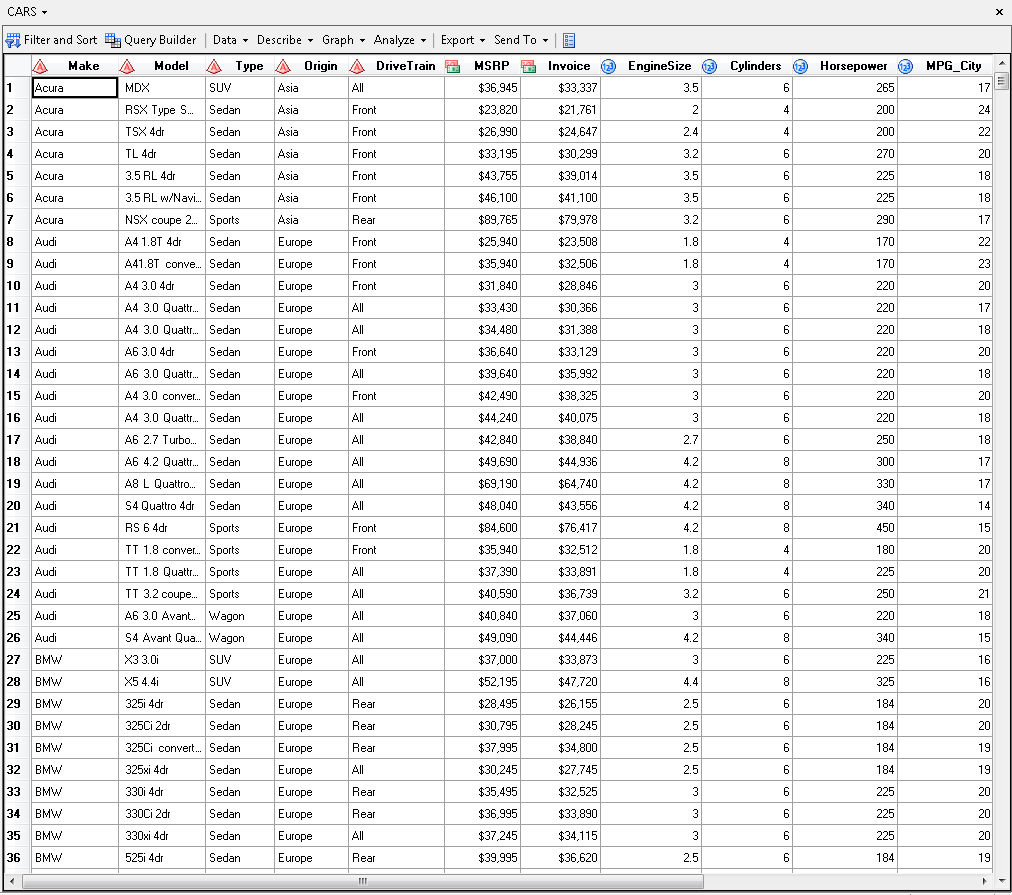 CARS
Filter and Sort Query Builder Data Describe Graph Analyze Export Send To
Make Model Type Origin DriveTrain MSRP Invoice EngineSize Cylinders Horsepower MPG_City
1 Acura MDX SUV Asia All $36,945 $33,337 3.5 6 265 17
2 Acura RSX Type S... Sedan Asia Front $23,820 $21,761 2 4 200 24
3 Acura TSX 4dr Sedan Asia Front $26,990 $24,647 2.4 4 200 22
4 Acura TL 4dr Sedan Asia Front $33,195 $30,299 3.2 6 270 20
5 Acura 3.5 RL 4dr Sedan Asia Front $43,755 $39,014 3.5 6 225 18
6 Acura 3.5 RL w/Navi... Sedan Asia Front $46,100 $41,100 3.5 6 225 18
7 Acura NSX coupe 2... Sports Asia Rear $89,765 $79,978 3.2 6 290 17
8 Audi A4 1.8T 4dr Sedan Europe Front $25,940 $23,508 1.8 4 170 22
9 Audi A41.8T conve... Sedan Europe Front $35,940 $32,506 1.8 4 170 23
10 Audi A4 3.0 4dr Sedan Europe Front $31,840 $28,846 3 6 220 20
11 Audi A4 3.0 Quattr... Sedan Europe All $33,430 $30,366 3 6 220 17
12 Audi A4 3.0 Quattr... Sedan Europe All $34,480 $31,388 3 6 220 18
13 Audi A6 3.0 4dr Sedan Europe Front $36,640 $33,129 3 6 220 20
14 Audi A6 3.0 Quattr... Sedan Europe All $39,640 $35,992 3 6 220 18
15 Audi A4 3.0 conver... Sedan Europe Front $42,490 $38,325 3 6 220 20
16 Audi A4 3.0 Quattr... Sedan Europe All $44,240 $40,075 3 6 220 18
17 Audi A6 2.7 Turbo... Sedan Europe All $42,840 $38,840 2.7 6 250 18
18 Audi A6 4.2 Quattr... Sedan Europe All $49,690 $44,936 4.2 8 300 17
19 Audi A8 L Quattro... Sedan Europe All $69,190 $64,740 4.2 8 330 17
20 Audi S4 Quattro 4dr Sedan Europe All $48,040 $43,556 4.2 8 340 14
21 Audi RS 6 4dr Sports Europe Front $84,600 $76,417 4.2 8 450 15
22 Audi TT 1.8 conver... Sports Europe Front $35,940 $32,512 1.8 4 180 20
23 Audi TT 1.8 Quattr... Sports Europe All $37,390 $33,891 1.8 4 225 20
24 Audi TT 3.2 coupe... Sports Europe All $40,590 $36,739 3.2 6 250 21
25 Audi A6 3.0 Avant... Wagon Europe All $40,840 $37,060 3 6 220 18
26 Audi S4 Avant Qua... Wagon Europe All $49,090 $44,446 4.2 8 340 15
27 BMW X3 3.0i SUV Europe All $37,000 $33,873 3 6 225 16
28 BMW X5 4.4i SUV Europe All $52,195 $47,720 4.4 8 325 16
29 BMW 325i 4dr Sedan Europe Rear $28,495 $26,155 2.5 6 184 20
30 BMW 325Ci 2dr Sedan Europe Rear $30,795 $28,245 2.5 6 184 20
31 BMW 325Ci convert... Sedan Europe Rear $37,995 $34,800 2.5 6 184 19
32 BMW 325xi 4dr Sedan Europe All $30,245 $27,745 2.5 6 184 19
33 BMW 330i 4dr Sedan Europe Rear $35,495 $32,525 3 6 225 20
34 BMW 330Ci 2dr Sedan Europe Rear $36,995 $33,890 3 6 225 20
35 BMW 330xi 4dr Sedan Europe All $37,245 $34,115 3 6 225 20
36 BMW 525i 4dr Sedan Europe Rear $39,995 $36,620 2.5 6 184 19